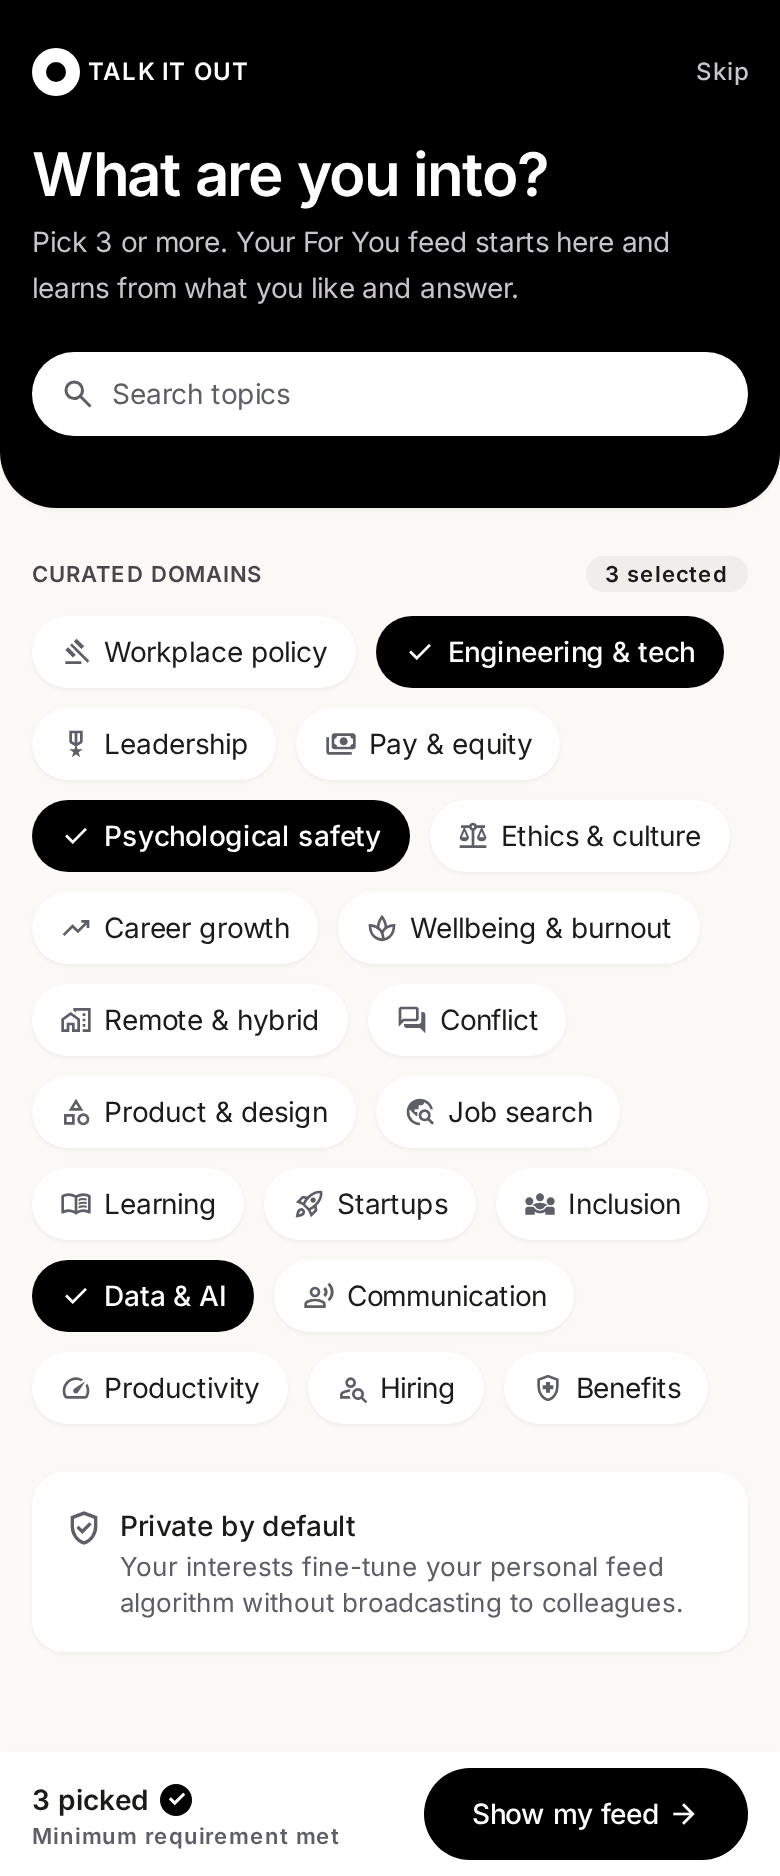 TALK IT OUT
Skip
What are you into?
Pick 3 or more. Your For You feed starts here and
learns from what you like and answer.
Search topics
CURATED DOMAINS
3 selected
Workplace policy
Engineering & tech
Leadership
Pay & equity
Psychological safety
Ethics & culture
Career growth
Wellbeing & burnout
Remote & hybrid
Conflict
Product & design
Job search
Learning
Startups
Inclusion
Data & AI
Communication
Productivity
Hiring
Benefits
Private by default
Your interests fine-tune your personal feed
algorithm without broadcasting to colleagues.
3 picked
Minimum requirement met
Show my feed →